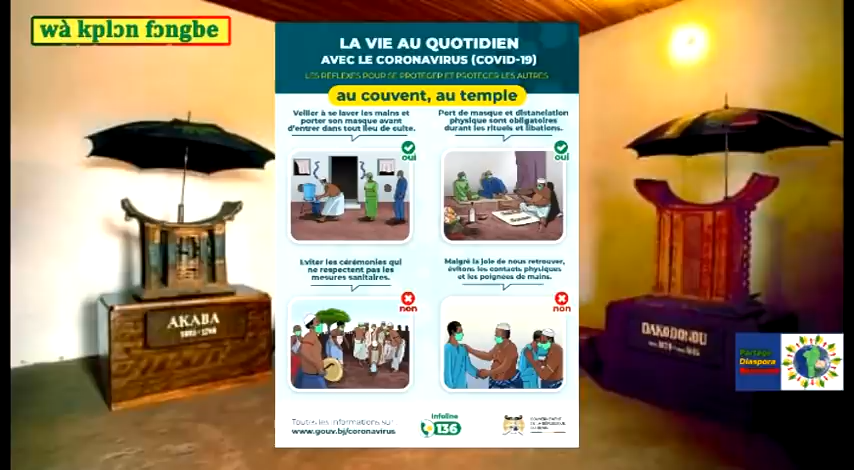 wà kplɔn fɔngbe
LA VIE AU QUOTIDIEN
AVEC LE CORONAVIRUS (COVID-19)
LES RÉFLEXES POUR SE PROTÉGER ET PROTÉGER LES AUTRES
au couvent, au temple
Veiller à se laver les mains et
porter son masque avant
d'entrer dans tout lieu de culte.
oui
Port de masque et distanciation
physique sont obligatoires
durant les rituels et libations.
oui
Eviter les cérémonies qui
ne respectent pas les
mesures sanitaires.
non
Malgré la joie de nous retrouver,
évitons les contacts physiques
et les poignées de mains.
non
AKABA
DAKODONOU
Partage
Diaspora
Toutes les informations sur
www.gouv.bj/coronavirus
Infoline
136